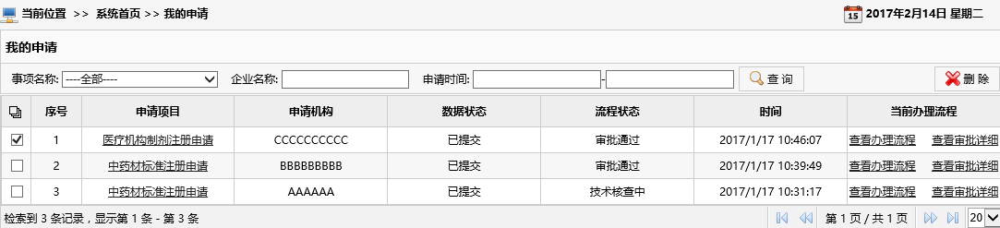 当前位置 >> 系统首页 >> 我的申请 15 2017年2月14日 星期二
我的申请
事项名称: ----全部---- 企业名称: 申请时间: - 查 询 删 除
序号 申请项目 申请机构 数据状态 流程状态 时间 当前办理流程
1 医疗机构制剂注册申请 CCCCCCCCCC 已提交 审批通过 2017/1/17 10:46:07 查看办理流程 查看审批详细
2 中药材标准注册申请 BBBBBBBBB 已提交 审批通过 2017/1/17 10:39:49 查看办理流程 查看审批详细
3 中药材标准注册申请 AAAAAA 已提交 技术核查中 2017/1/17 10:31:17 查看办理流程 查看审批详细
检索到 3 条记录，显示第 1 条 - 第 3 条 第 1 页 / 共 1 页 20